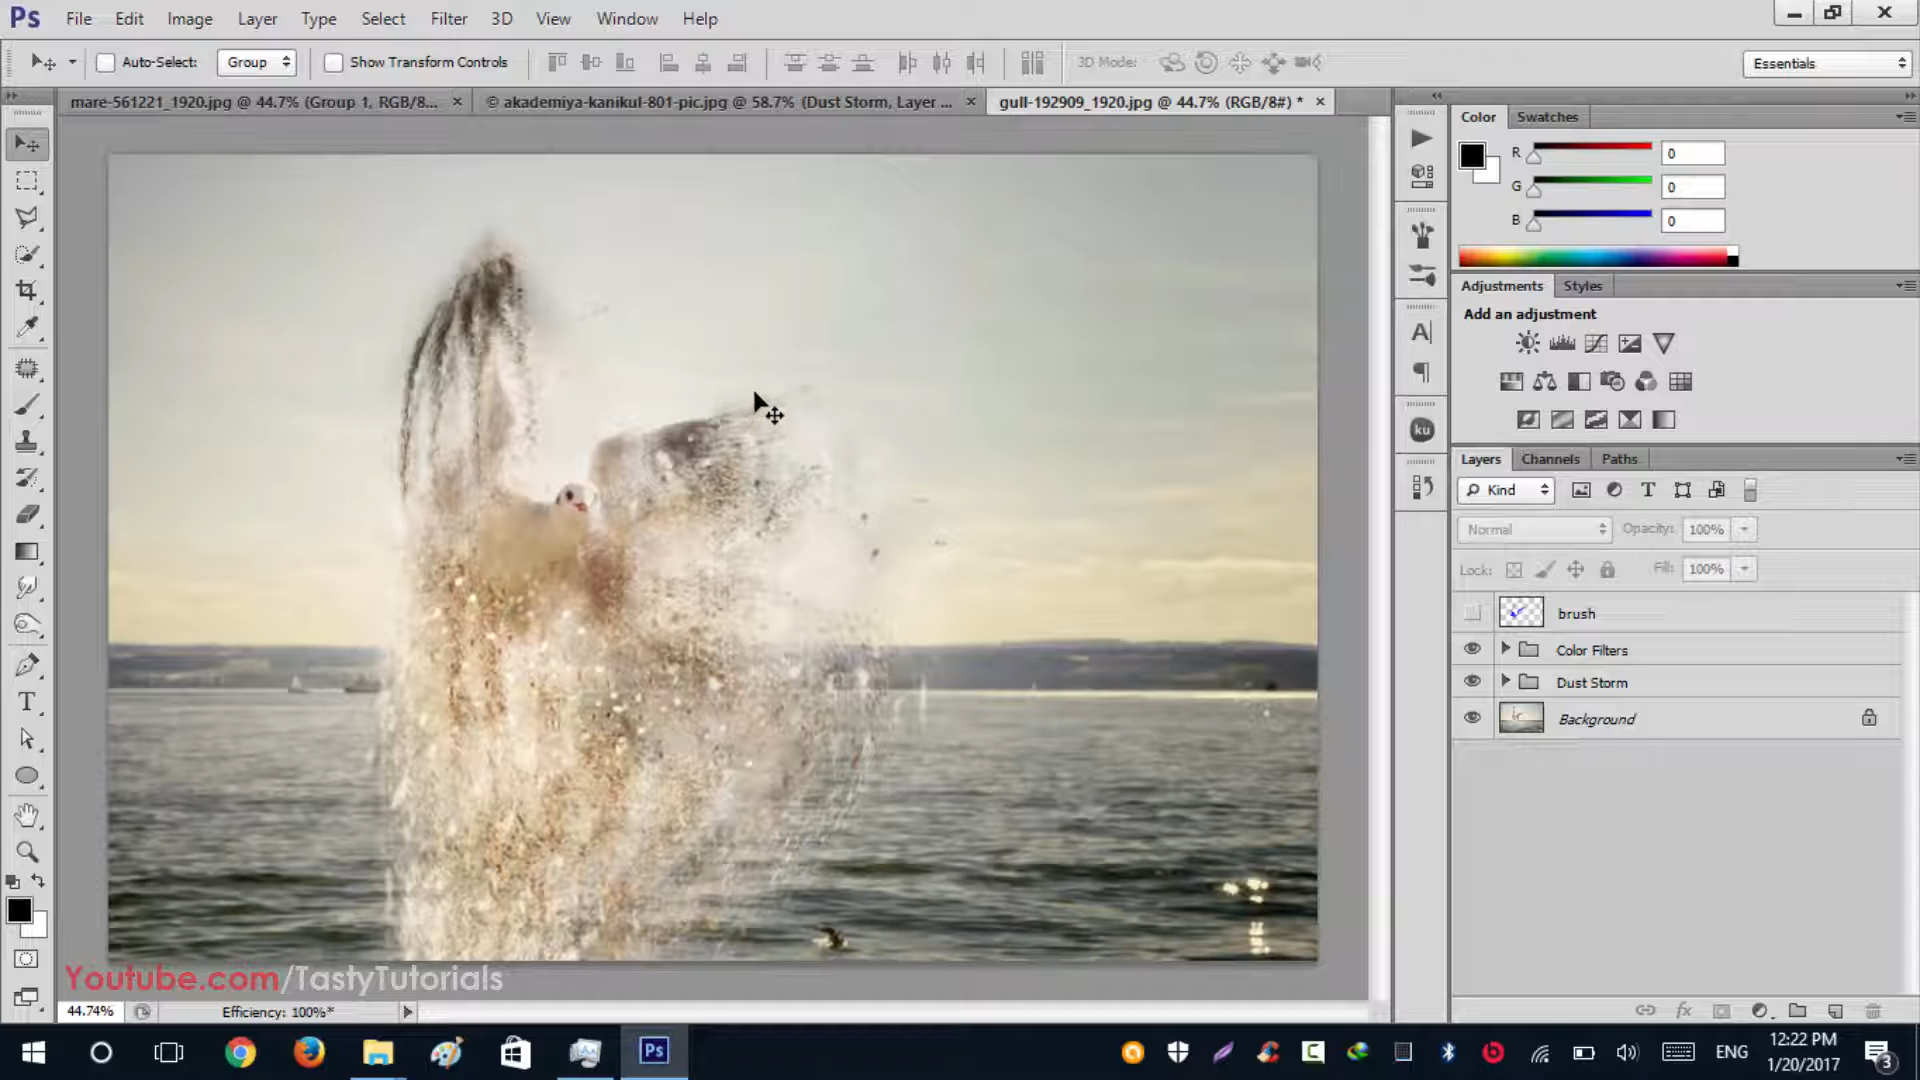 Ps File Edit Image Layer Type Select Filter 3D View Window Help
Auto-Select: Group Show Transform Controls 3D Mode: Essentials
mare-561221_1920.jpg @ 44.7% (Group 1, RGB/8... × © akademiya-kanikul-801-pic.jpg @ 58.7% (Dust Storm, Layer ... × gull-192909_1920.jpg @ 44.7% (RGB/8#) * ×
Color Swatches
R 0
G 0
B 0
Adjustments Styles
Add an adjustment
ku
Layers Channels Paths
Kind
Normal Opacity: 100%
Lock: Fill: 100%
brush
Color Filters
Dust Storm
Background
Youtube.com/TastyTutorials
44.74% Efficiency: 100%*
Ps
ENG
12:22 PM
1/20/2017
3